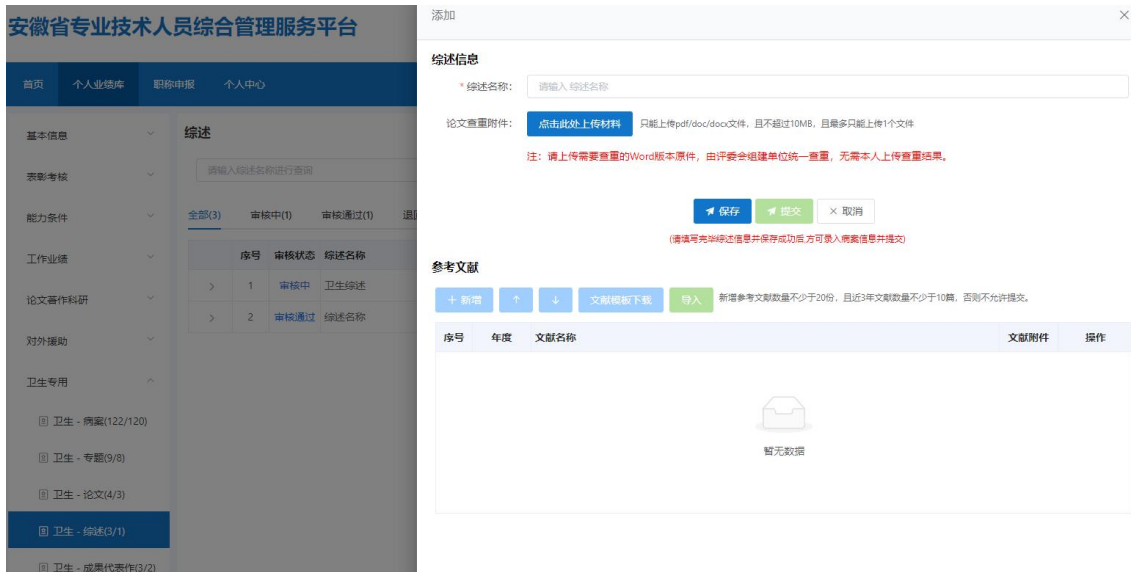 安徽省专业技术人员综合管理服务平台
首页 个人业绩库 职称申报 个人中心
基本信息
表彰考核
能力条件
工作业绩
论文著作科研
对外援助
卫生专用
卫生 - 病案(122/120)
卫生 - 专题(9/8)
卫生 - 论文(4/3)
卫生 - 综述(3/1)
卫生 - 成果代表作(3/2)
综述
请输入综述名称进行查询
全部(3) 审核中(1) 审核通过(1) 退
序号 审核状态 综述名称
1 审核中 卫生综述
2 审核通过 综述名称
添加
综述信息
* 综述名称： 请输入 综述名称
论文查重附件： 点击此处上传材料 只能上传pdf/doc/docx文件，且不超过10MB，且最多只能上传1个文件
注：请上传需要查重的Word版本原件，由评委会组建单位统一查重，无需本人上传查重结果。
保存 提交 × 取消
(请填写完毕综述信息并保存成功后,方可录入病案信息并提交)
参考文献
+ 新增 ↑ ↓ 文献模板下载 导入 新增参考文献数量不少于20份，且近3年文献数量不少于10篇，否则不允许提交。
序号 年度 文献名称 文献附件 操作
暂无数据